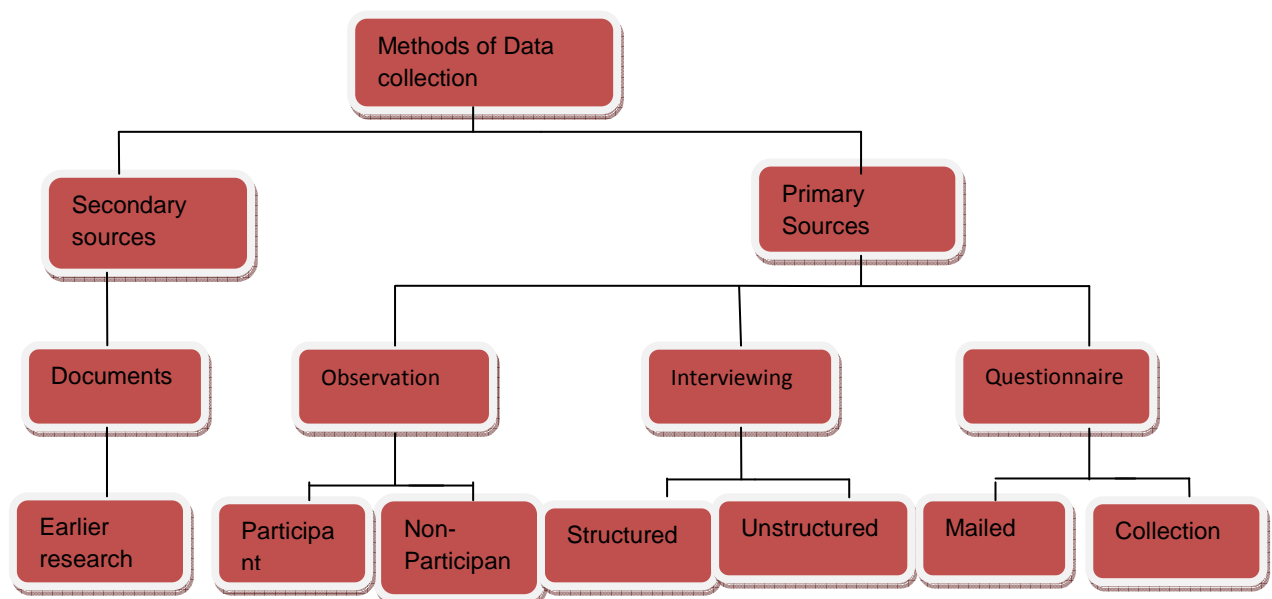 Methods of Data
collection
Secondary
sources
Primary
Sources
Documents
Observation
Interviewing
Questionnaire
Earlier
research
Participa
nt
Non-
Participan
Structured
Unstructured
Mailed
Collection